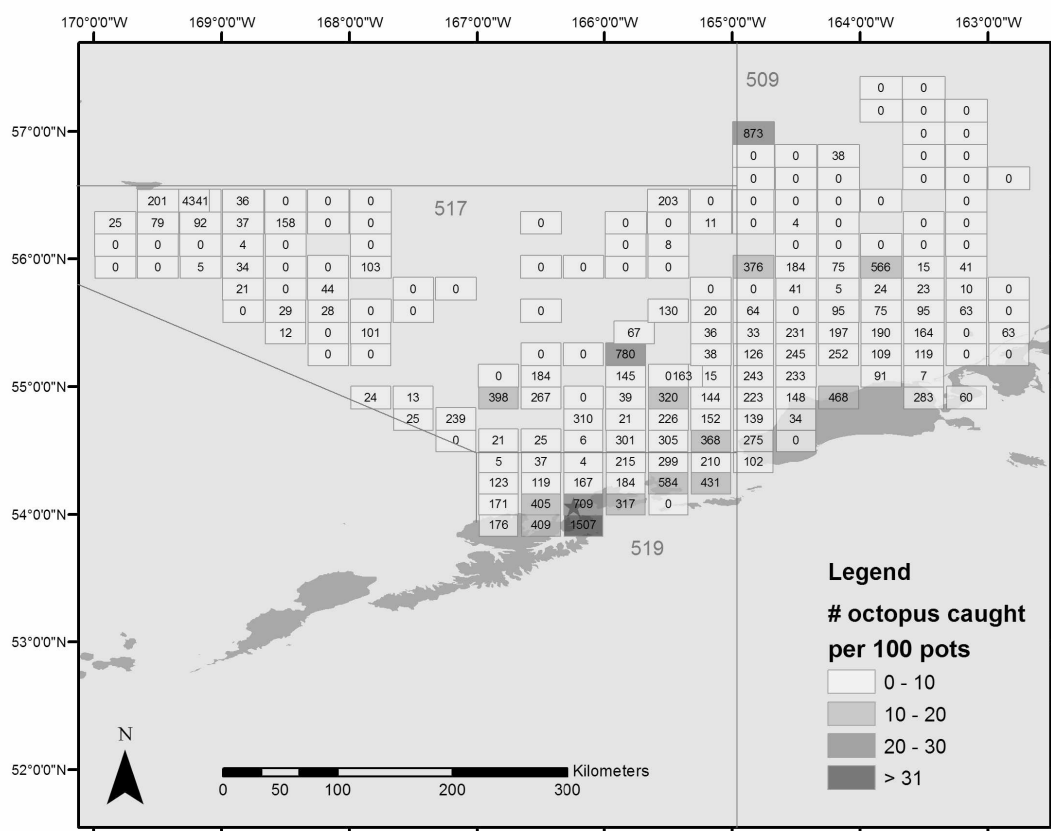 170°0'0"W 169°0'0"W 168°0'0"W 167°0'0"W 166°0'0"W 165°0'0"W 164°0'0"W 163°0'0"W
509
0 0
0 0 0
57°0'0"N 873 0 0
0 0 38 0 0
0 0 0 0 0 0
201 4341 36 0 0 0 203 0 0 0 0 0 0
517
25 79 92 37 158 0 0 0 0 0 11 0 4 0 0 0
0 0 0 4 0 0 0 8 0 0 0 0 0
56°0'0"N 0 0 5 34 0 0 103 0 0 0 0 376 184 75 566 15 41
21 0 44 0 0 0 0 41 5 24 23 10 0
0 29 28 0 0 0 130 20 64 0 95 75 95 63 0
12 0 101 67 36 33 231 197 190 164 0 63
0 0 0 0 780 38 126 245 252 109 119 0 0
55°0'0"N 0 184 145 0 163 15 243 233 91 7
24 13 398 267 0 39 320 144 223 148 468 283 60
25 239 310 21 226 152 139 34
0 21 25 6 301 305 368 275 0
5 37 4 215 299 210 102
123 119 167 184 584 431
54°0'0"N 171 405 709 317 0
176 409 1507
519
53°0'0"N
52°0'0"N
Legend
# octopus caught
per 100 pots
0 - 10
10 - 20
20 - 30
> 31
N
Kilometers
0 50 100 200 300